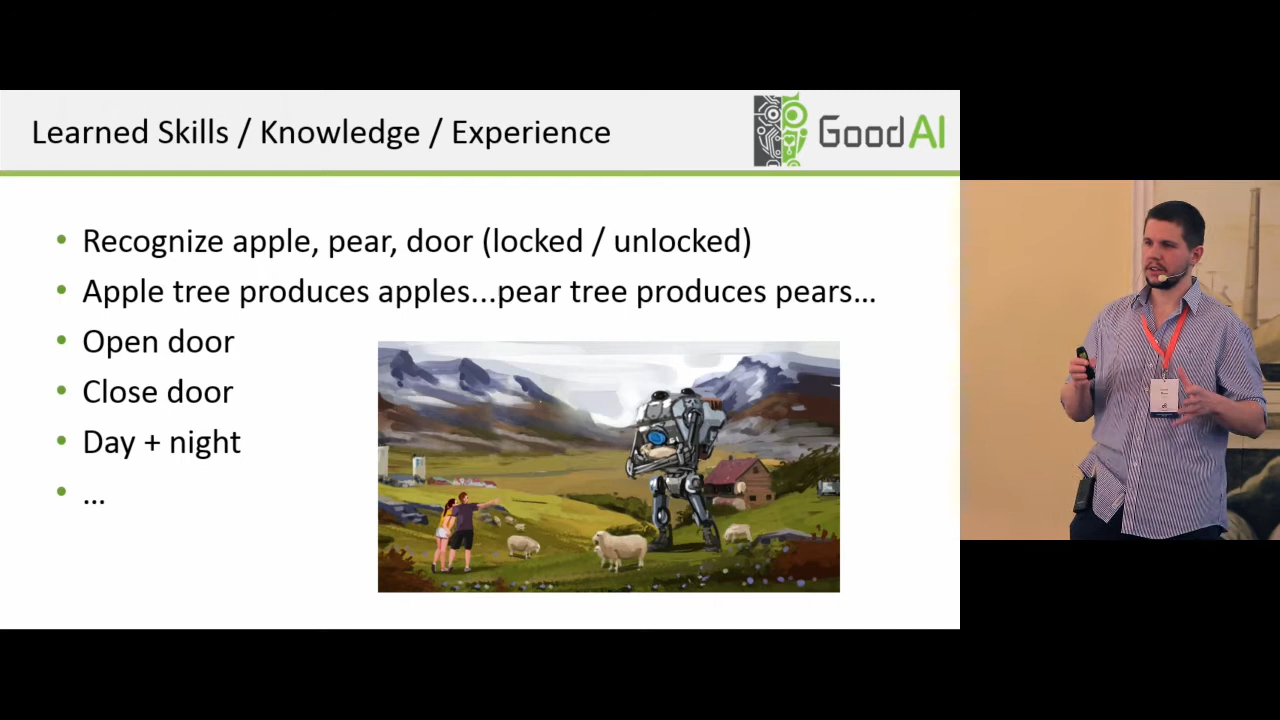 Learned Skills / Knowledge / Experience
GoodAI
• Recognize apple, pear, door (locked / unlocked)
• Apple tree produces apples...pear tree produces pears...
• Open door
• Close door
• Day + night
• ...